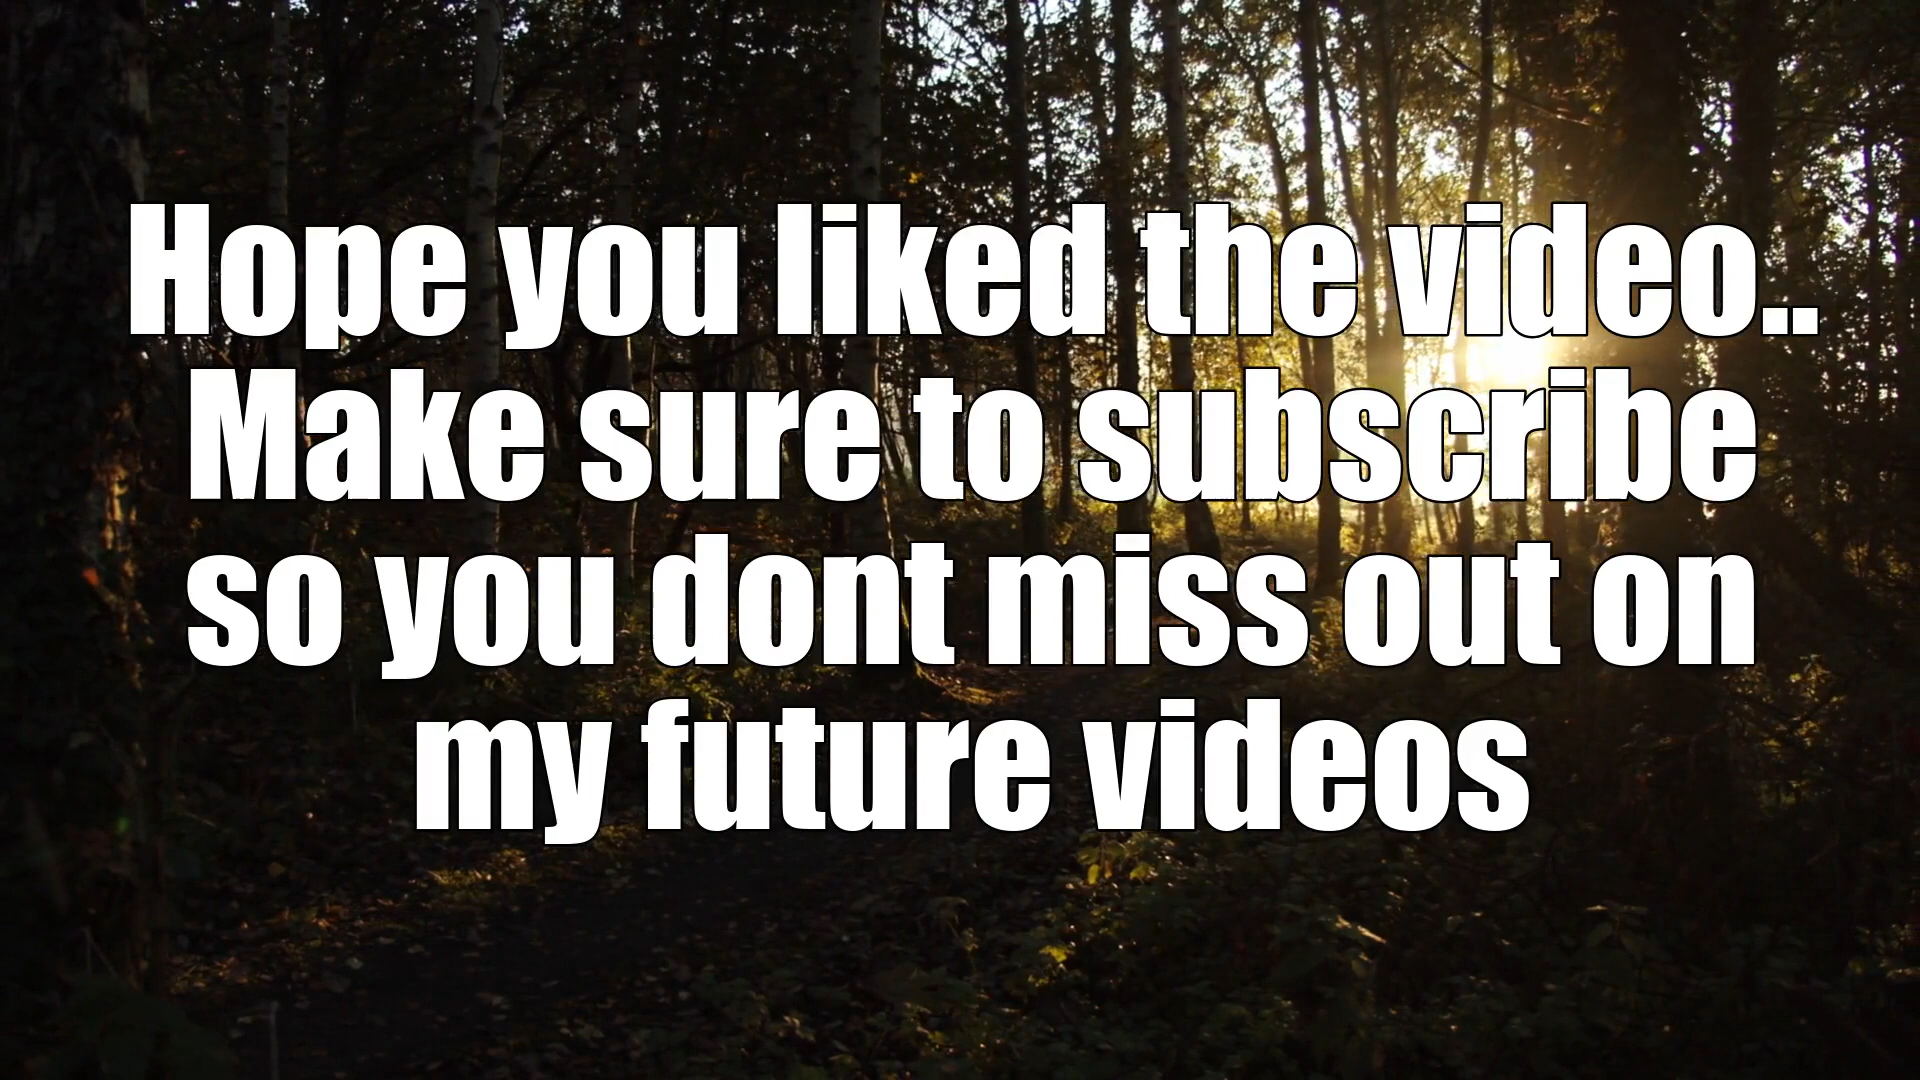 Hope you liked the video..
Make sure to subscribe
so you dont miss out on
my future videos